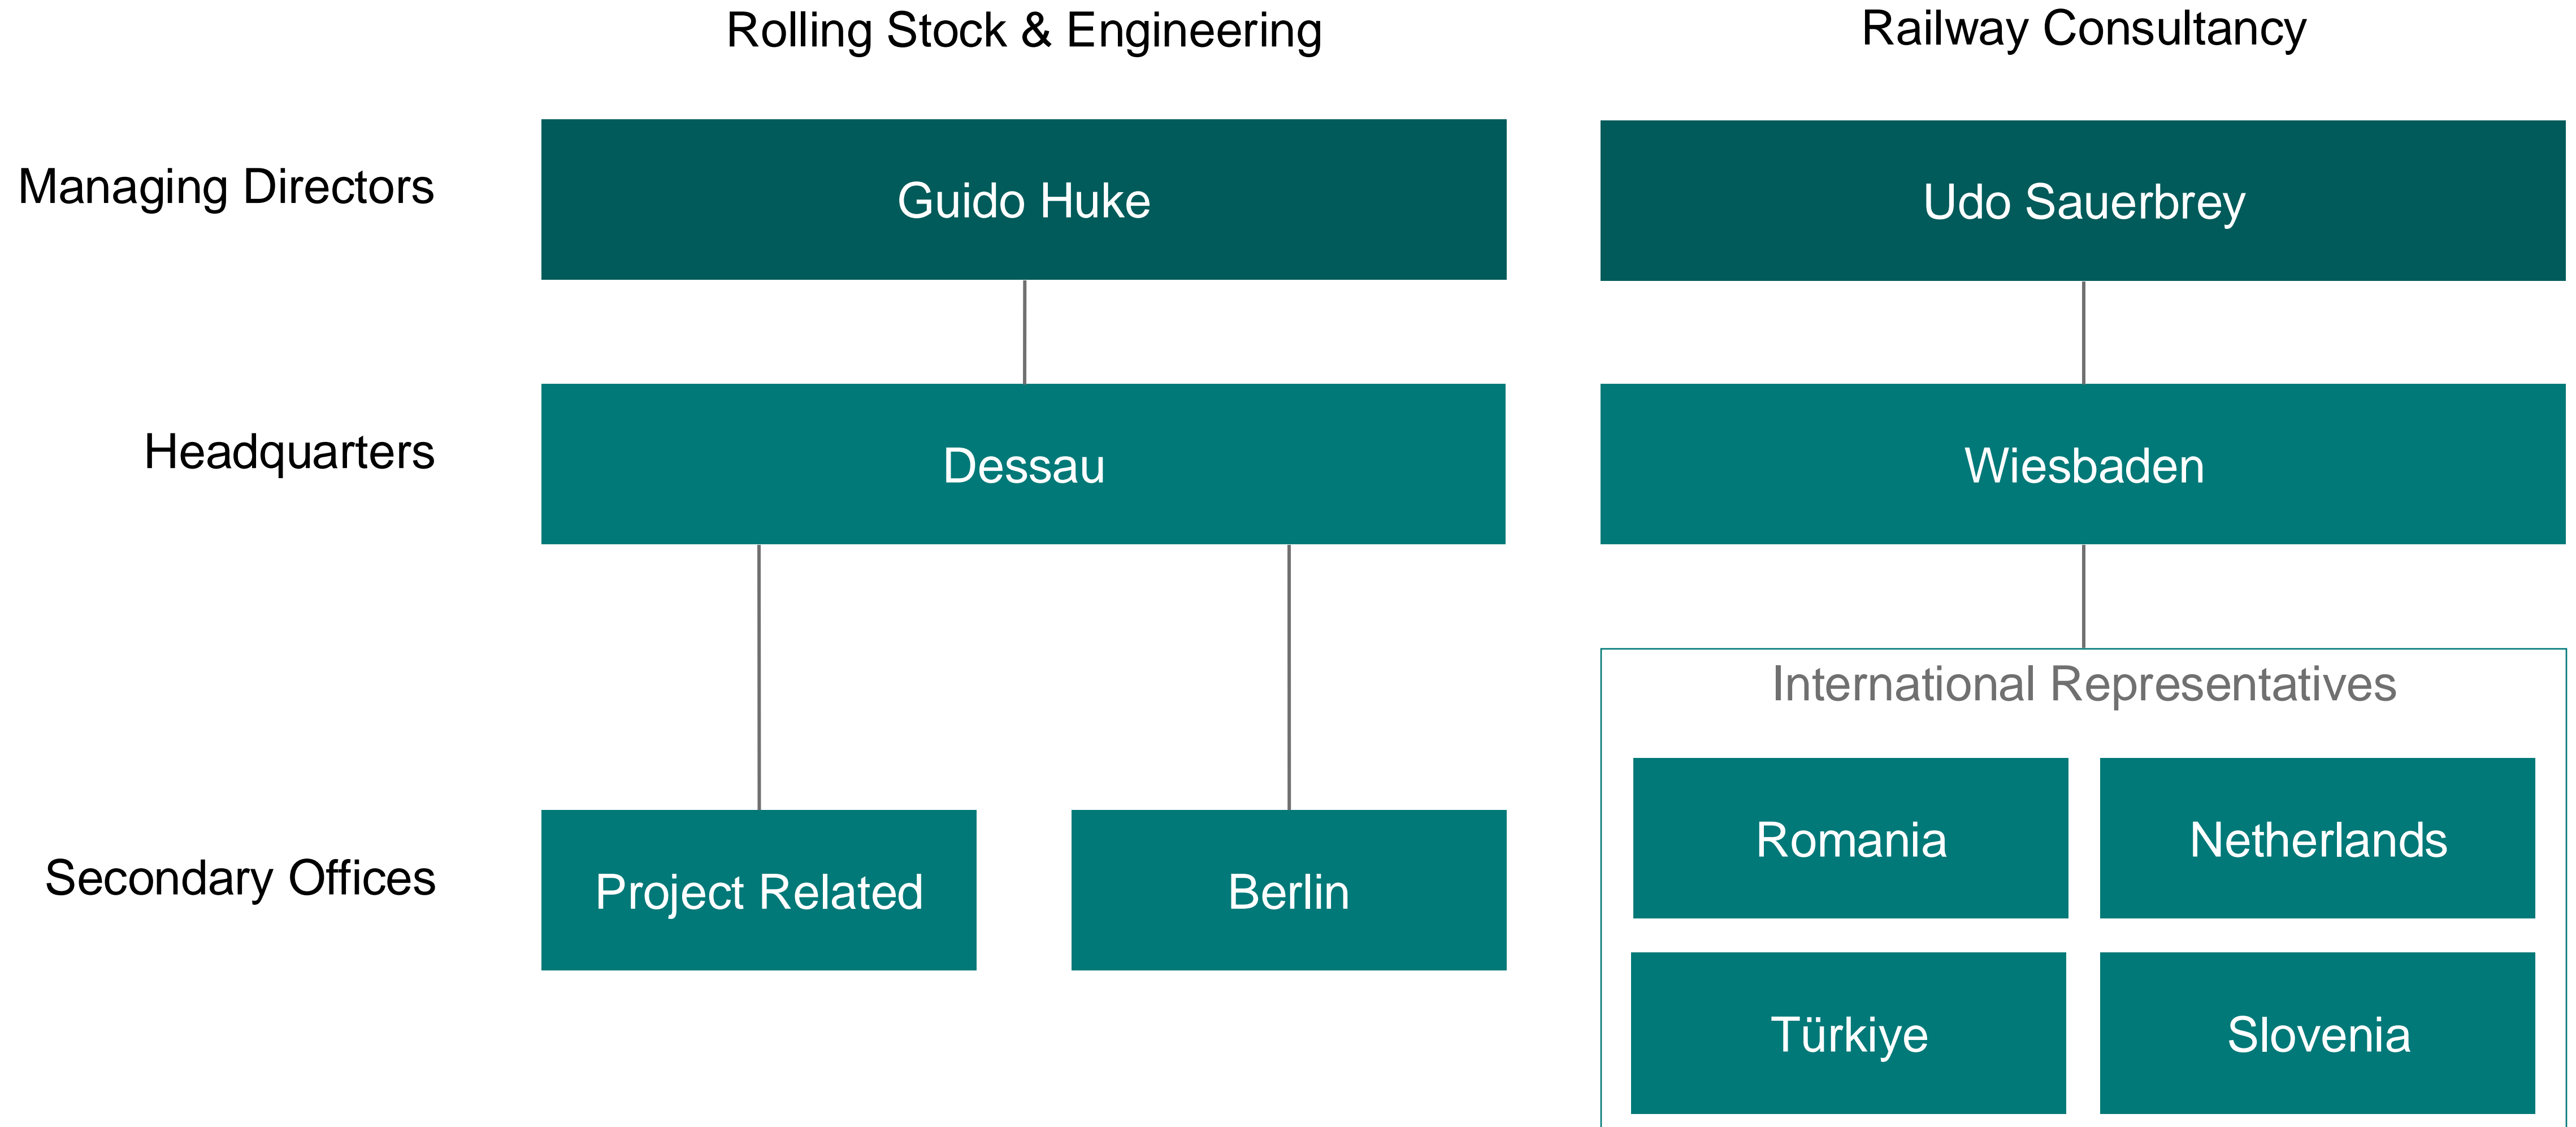 Rolling Stock & Engineering
Railway Consultancy
Managing Directors
Guido Huke
Udo Sauerbrey
Headquarters
Dessau
Wiesbaden
International Representatives
Secondary Offices
Project Related
Berlin
Romania
Netherlands
Türkiye
Slovenia